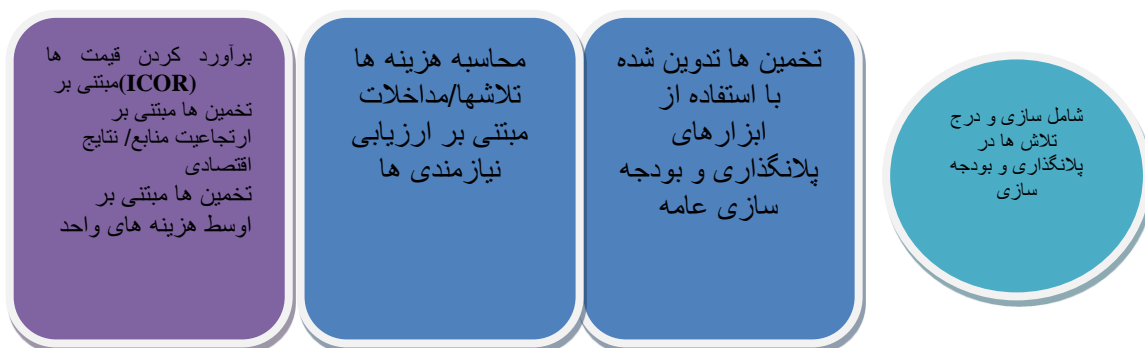 برآورد کردن قیمت ها
مبتنی بر(ICOR)
تخمین ها مبتنی بر
ارتجاعیت منابع/ نتایج
اقتصادی
تخمین ها مبتنی بر
اوسط هزینه های واحد
محاسبه هزینه ها
تلاشها/مداخلات
مبتنی بر ارزیابی
نیازمندی ها
تخمین ها تدوین شده
با استفاده از
ابزارهای
پلانگذاری و بودجه
سازی عامه
شامل سازی و درج
تلاش ها در
پلانگذاری و بودجه
سازی